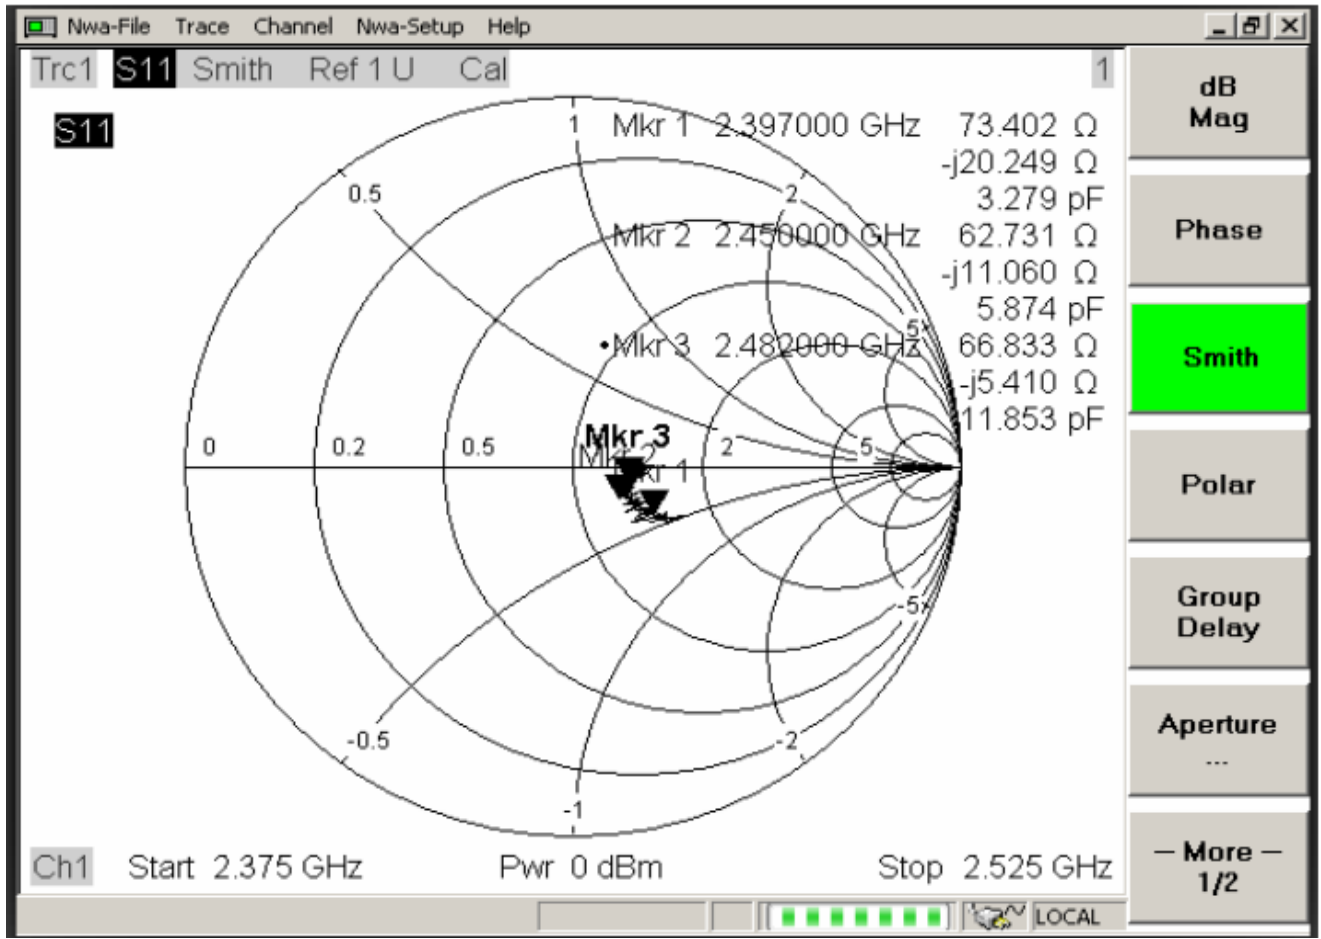 Nwa-File Trace Channel Nwa-Setup Help
Trc1 S11 Smith Ref 1 U Cal 1
S11
Mkr 1 2.397000 GHz 73.402 Ω
-j20.249 Ω
3.279 pF
Mkr 2 2.450000 GHz 62.731 Ω
-j11.060 Ω
5.874 pF
•Mkr 3 2.482000 GHz 66.833 Ω
-j5.410 Ω
11.853 pF
1
0.5
2
5
Mkr 3
Mkr 2
Mkr 1
0 0.2 0.5 2 5
-5
-0.5
-2
-1
Ch1 Start 2.375 GHz Pwr 0 dBm Stop 2.525 GHz
LOCAL
dB
Mag
Phase
Smith
Polar
Group
Delay
Aperture
...
— More —
1/2